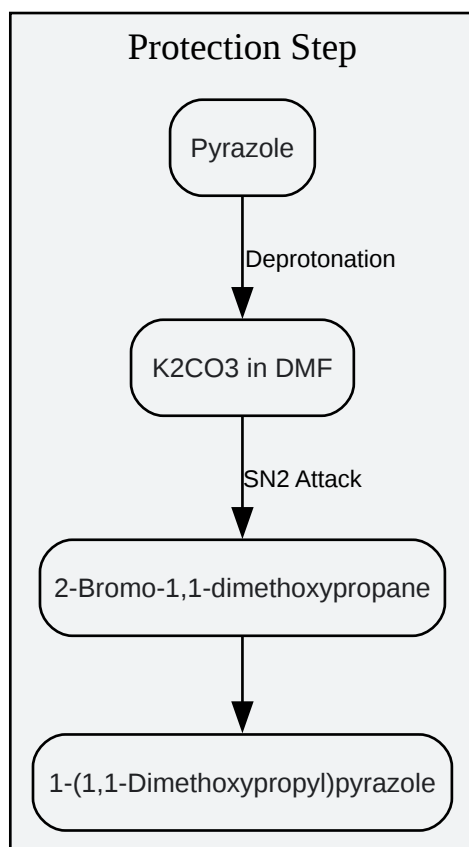 Protection Step
Pyrazole
Deprotonation
K2CO3 in DMF
SN2 Attack
2-Bromo-1,1-dimethoxypropane
1-(1,1-Dimethoxypropyl)pyrazole